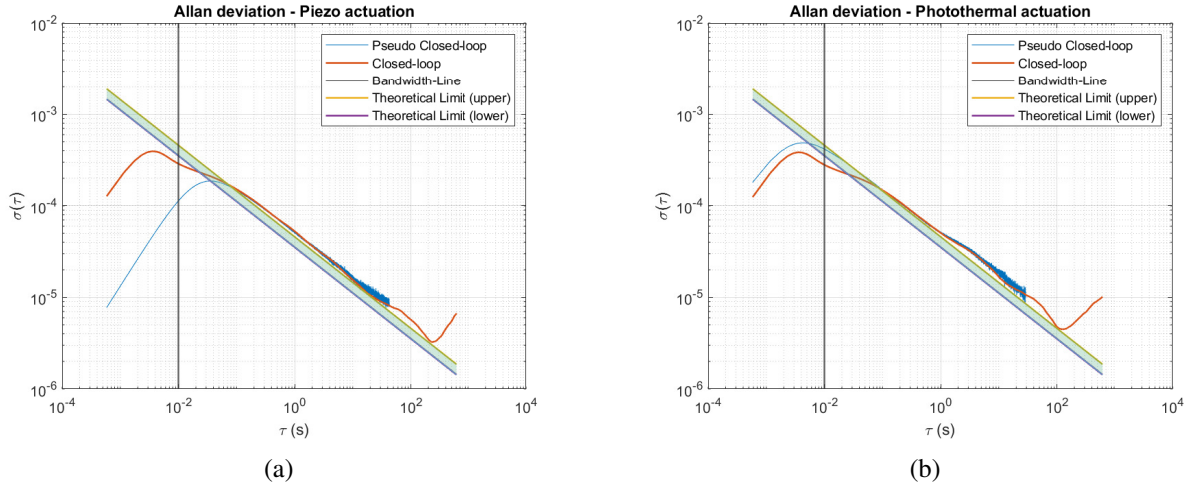 Allan deviation - Piezo actuation
10^-2
10^-3
10^-4
10^-5
10^-6
σ(τ)
10^-4
10^-2
10^0
10^2
10^4
τ (s)
Pseudo Closed-loop
Closed-loop
Bandwidth-Line
Theoretical Limit (upper)
Theoretical Limit (lower)
(a)
Allan deviation - Photothermal actuation
10^-2
10^-3
10^-4
10^-5
10^-6
σ(τ)
10^-4
10^-2
10^0
10^2
10^4
τ (s)
Pseudo Closed-loop
Closed-loop
Bandwidth-Line
Theoretical Limit (upper)
Theoretical Limit (lower)
(b)